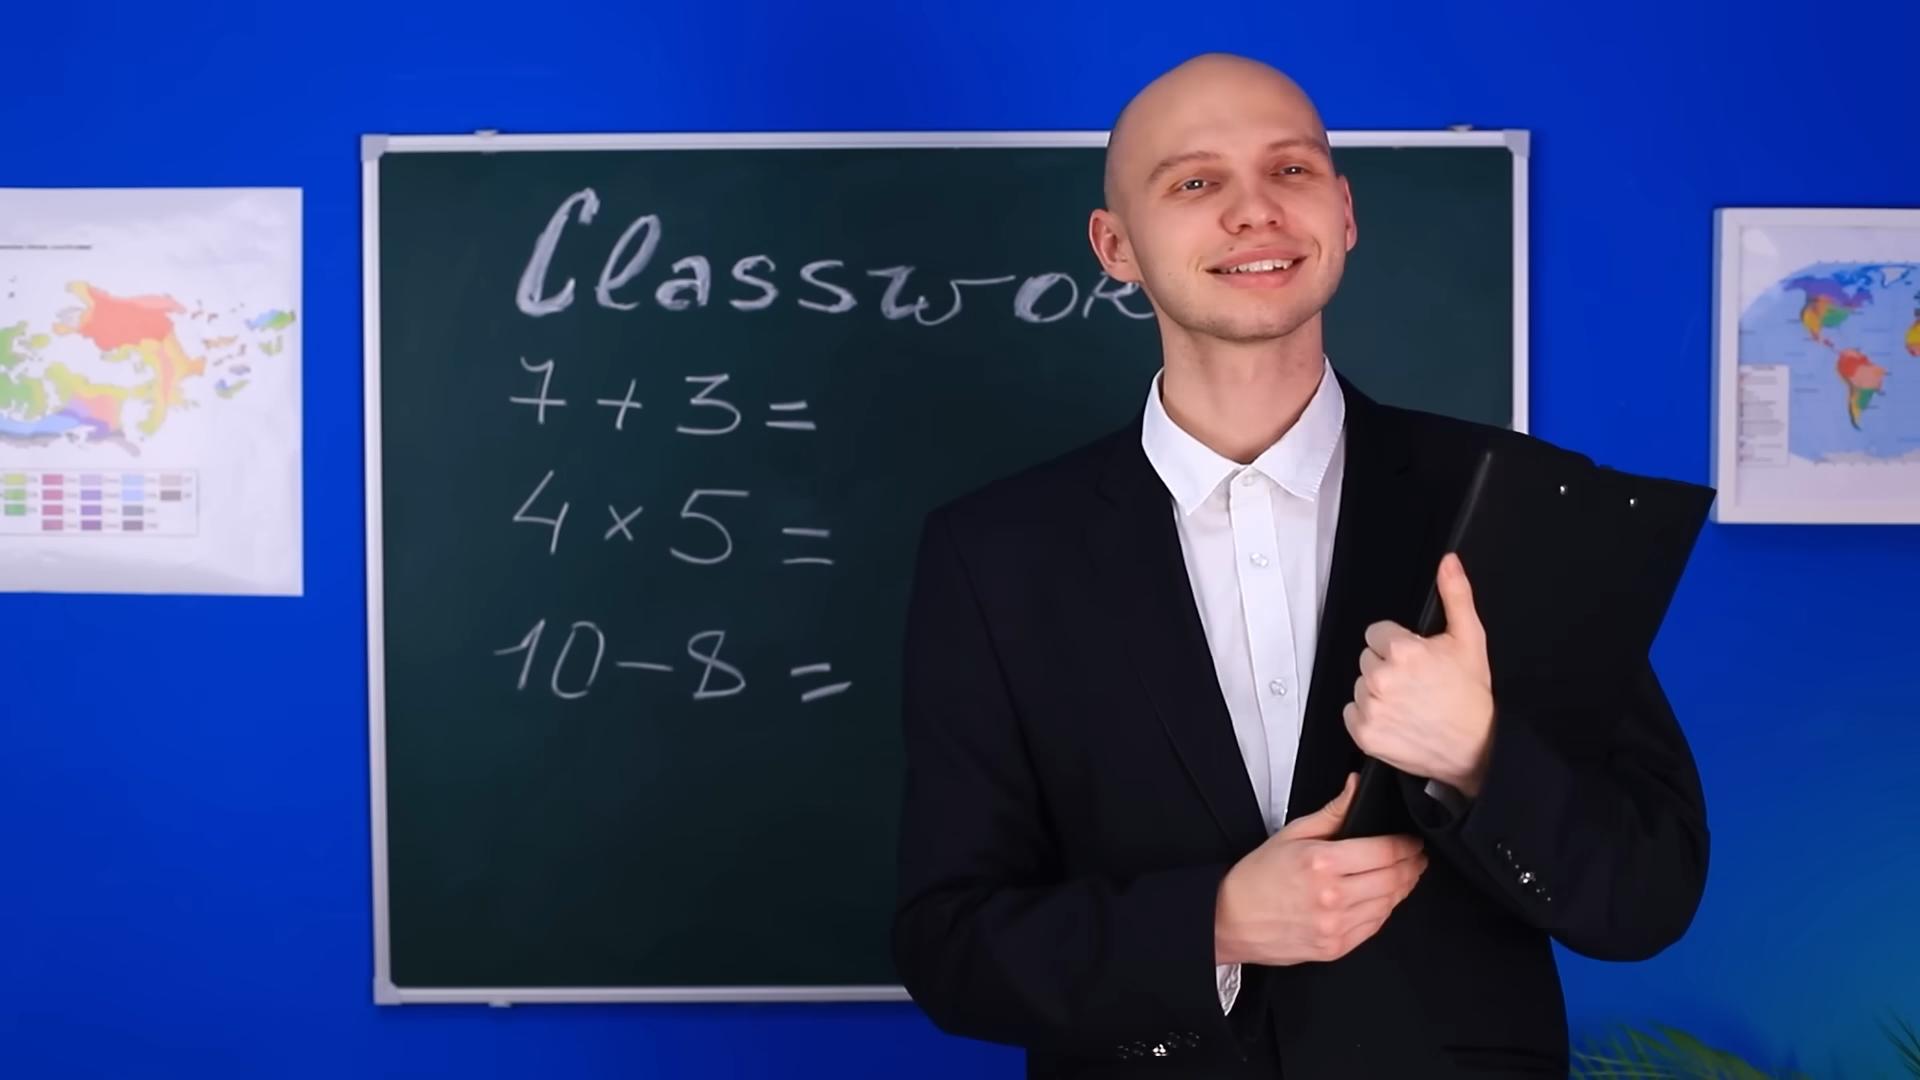 Classwor
7 + 3 =
4 × 5 =
10 - 8 =